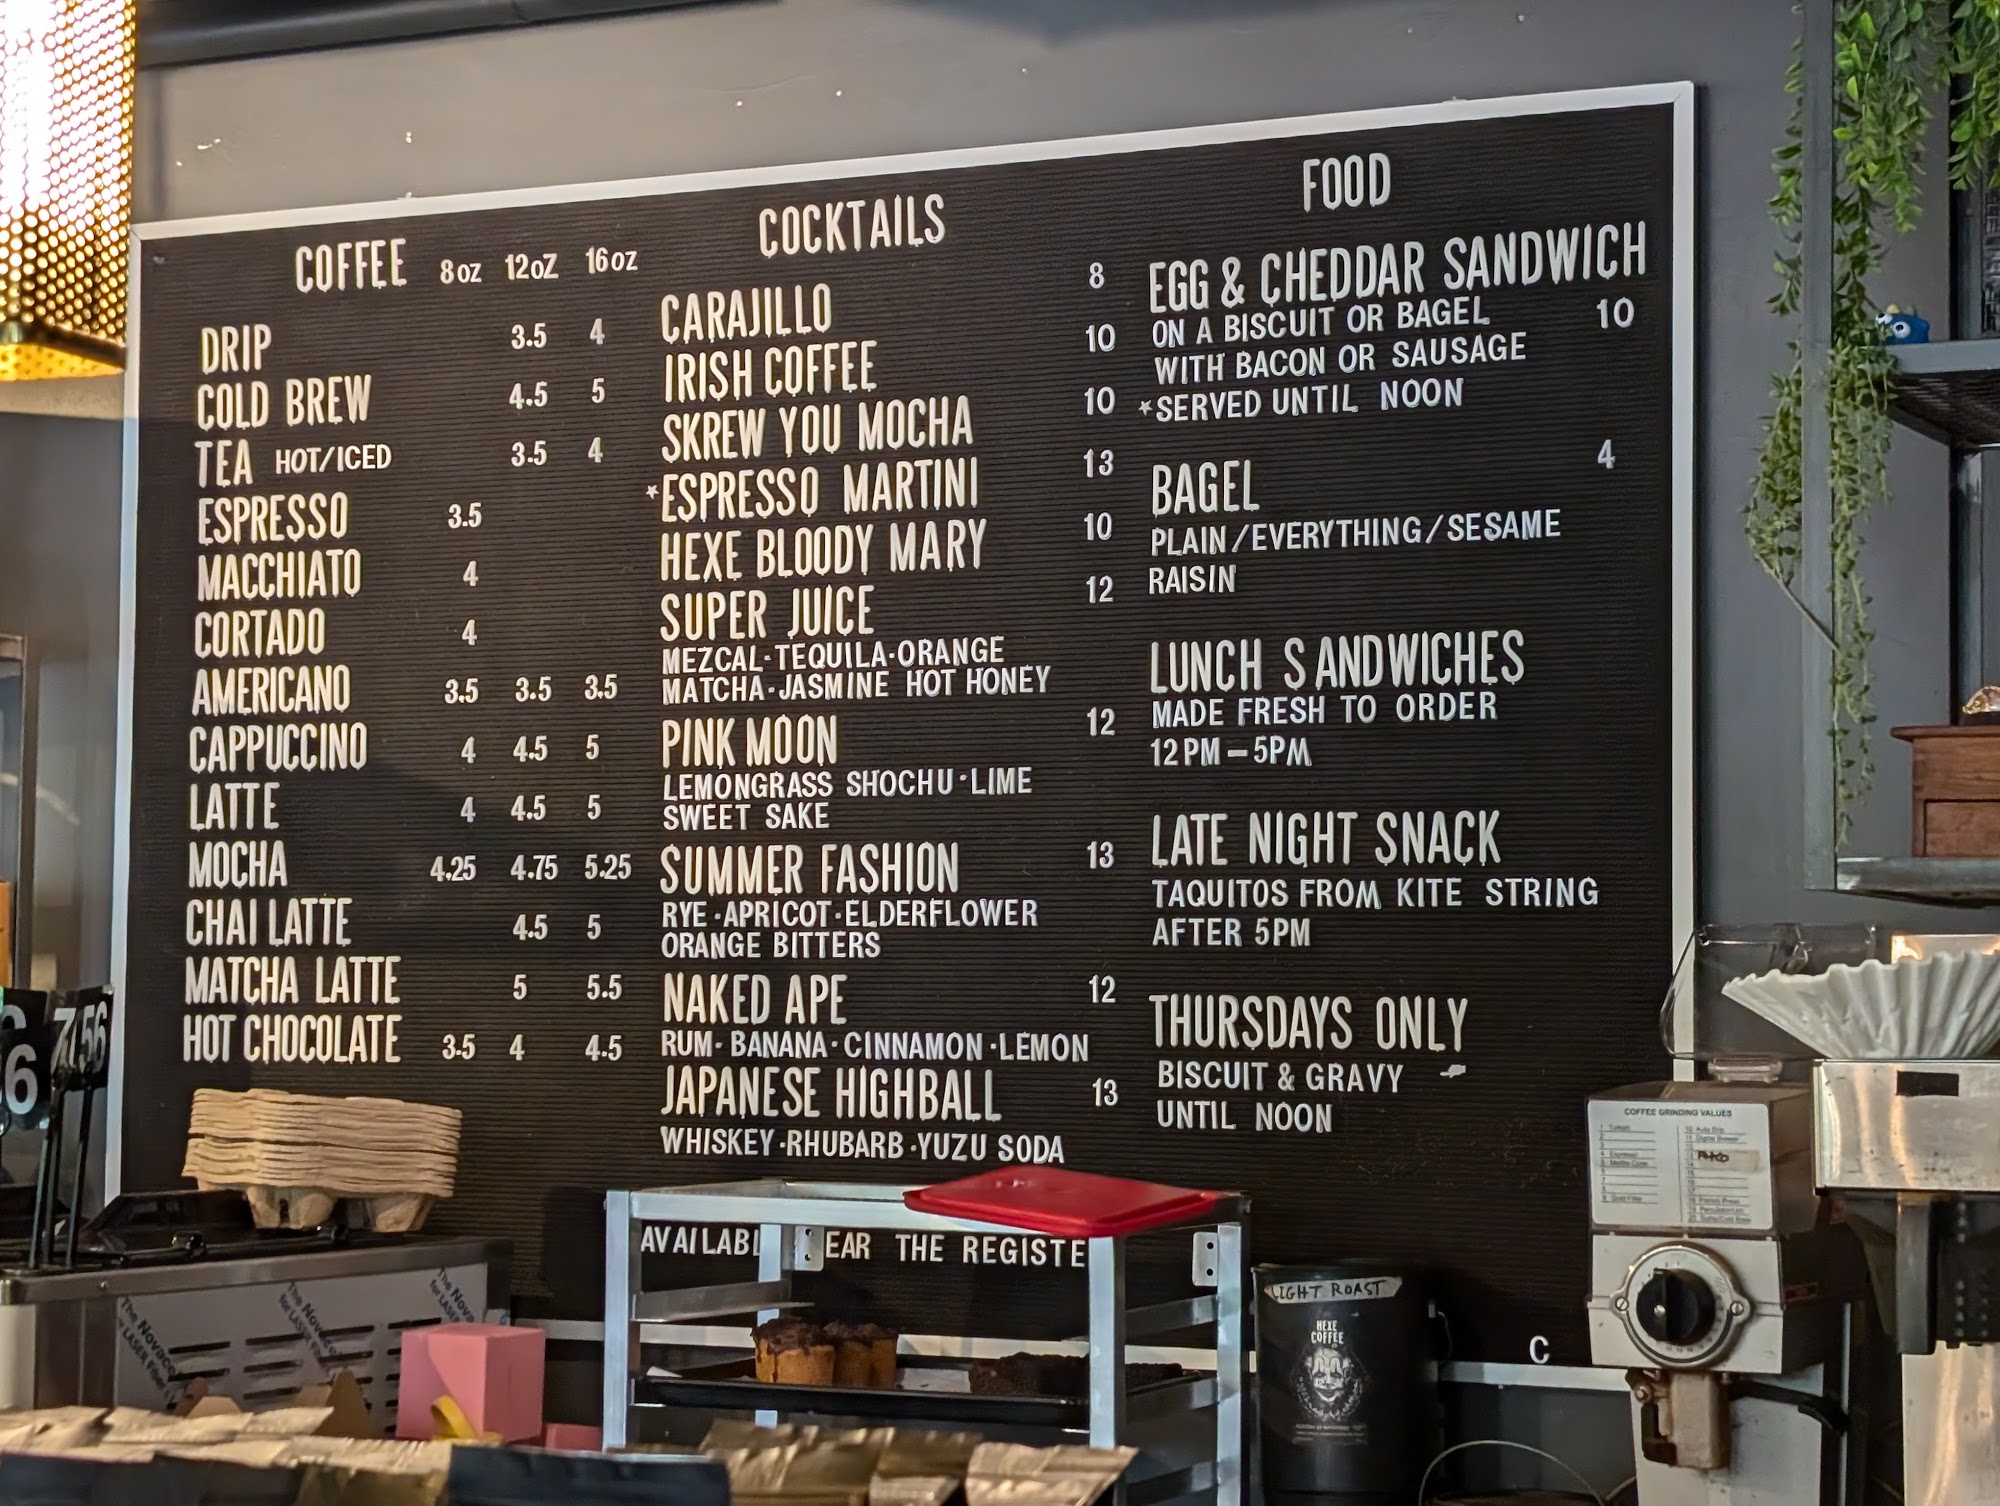 COFFEE 8oz 12oz 16oz
DRIP 3.5 4
COLD BREW 4.5 5
TEA HOT/ICED 3.5 4
ESPRESSO 3.5
MACCHIATO 4
CORTADO 4
AMERICANO 3.5 3.5 3.5
CAPPUCCINO 4 4.5 5
LATTE 4 4.5 5
MOCHA 4.25 4.75 5.25
CHAI LATTE 4.5 5
MATCHA LATTE 5 5.5
HOT CHOCOLATE 3.5 4 4.5
COCKTAILS
CARAJILLO 8
IRISH COFFEE 10
SKREW YOU MOCHA 10
*ESPRESSO MARTINI 13
HEXE BLOODY MARY 10
SUPER JUICE 12
MEZCAL·TEQUILA·ORANGE
MATCHA·JASMINE HOT HONEY
PINK MOON 12
LEMONGRASS SHOCHU·LIME
SWEET SAKE
SUMMER FASHION 13
RYE·APRICOT·ELDERFLOWER
ORANGE BITTERS
NAKED APE 12
RUM·BANANA·CINNAMON·LEMON
JAPANESE HIGHBALL 13
WHISKEY·RHUBARB·YUZU SODA
AVAILABL EAR THE REGISTE
FOOD
EGG & CHEDDAR SANDWICH
ON A BISCUIT OR BAGEL 10
WITH BACON OR SAUSAGE
*SERVED UNTIL NOON
BAGEL 4
PLAIN/EVERYTHING/SESAME
RAISIN
LUNCH SANDWICHES
MADE FRESH TO ORDER
12PM-5PM
LATE NIGHT SNACK
TAQUITOS FROM KITE STRING
AFTER 5PM
THURSDAYS ONLY
BISCUIT & GRAVY
UNTIL NOON
C
LIGHT ROAST
HEXE
COFFEE
COFFEE GRINDING VALUES
56
6